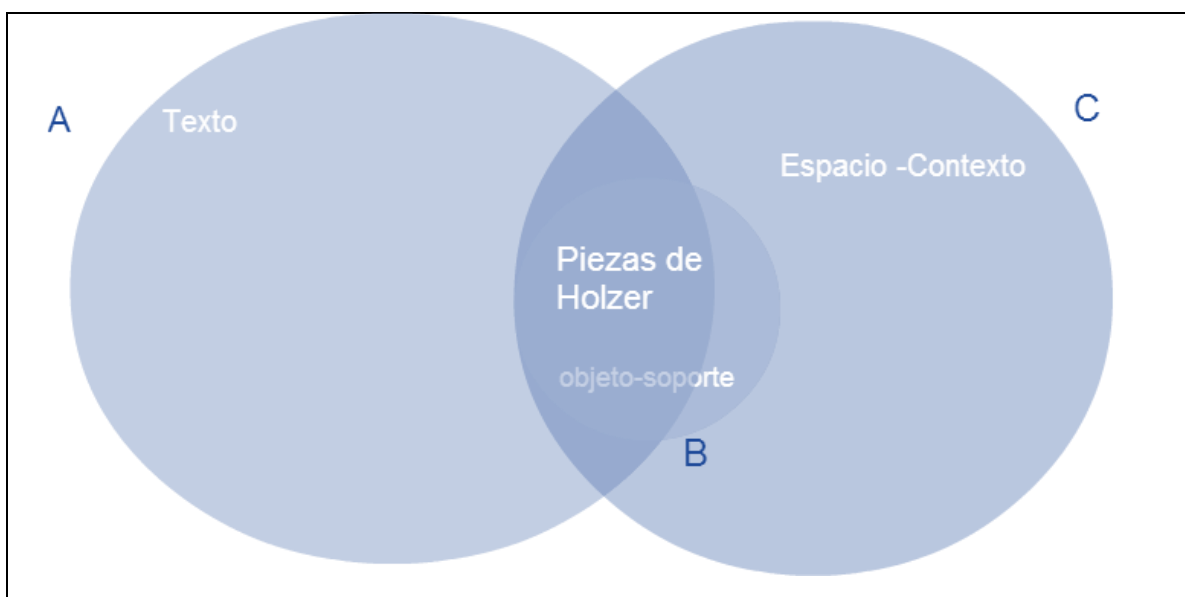 A
Texto
C
Espacio -Contexto
Piezas de
Holzer
objeto-soporte
B